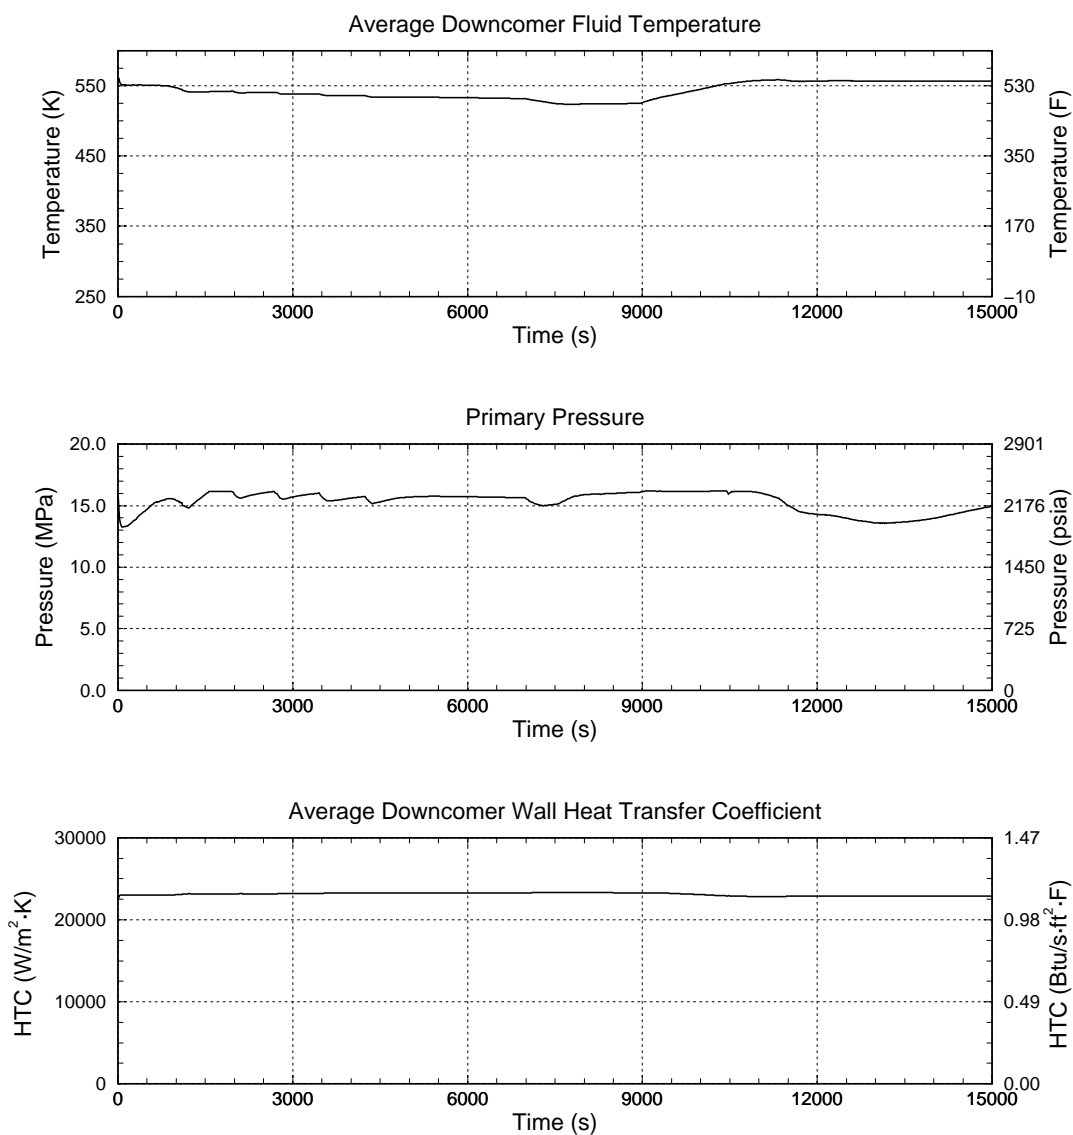 Average Downcomer Fluid Temperature
550
450
350
250
Temperature (K)
530
350
170
−10
Temperature (F)
0 3000 6000 9000 12000 15000
Time (s)
Primary Pressure
20.0
15.0
10.0
5.0
0.0
Pressure (MPa)
2901
2176
1450
725
0
Pressure (psia)
0 3000 6000 9000 12000 15000
Time (s)
Average Downcomer Wall Heat Transfer Coefficient
30000
20000
10000
0
HTC (W/m²·K)
1.47
0.98
0.49
0.00
HTC (Btu/s·ft²·F)
0 3000 6000 9000 12000 15000
Time (s)